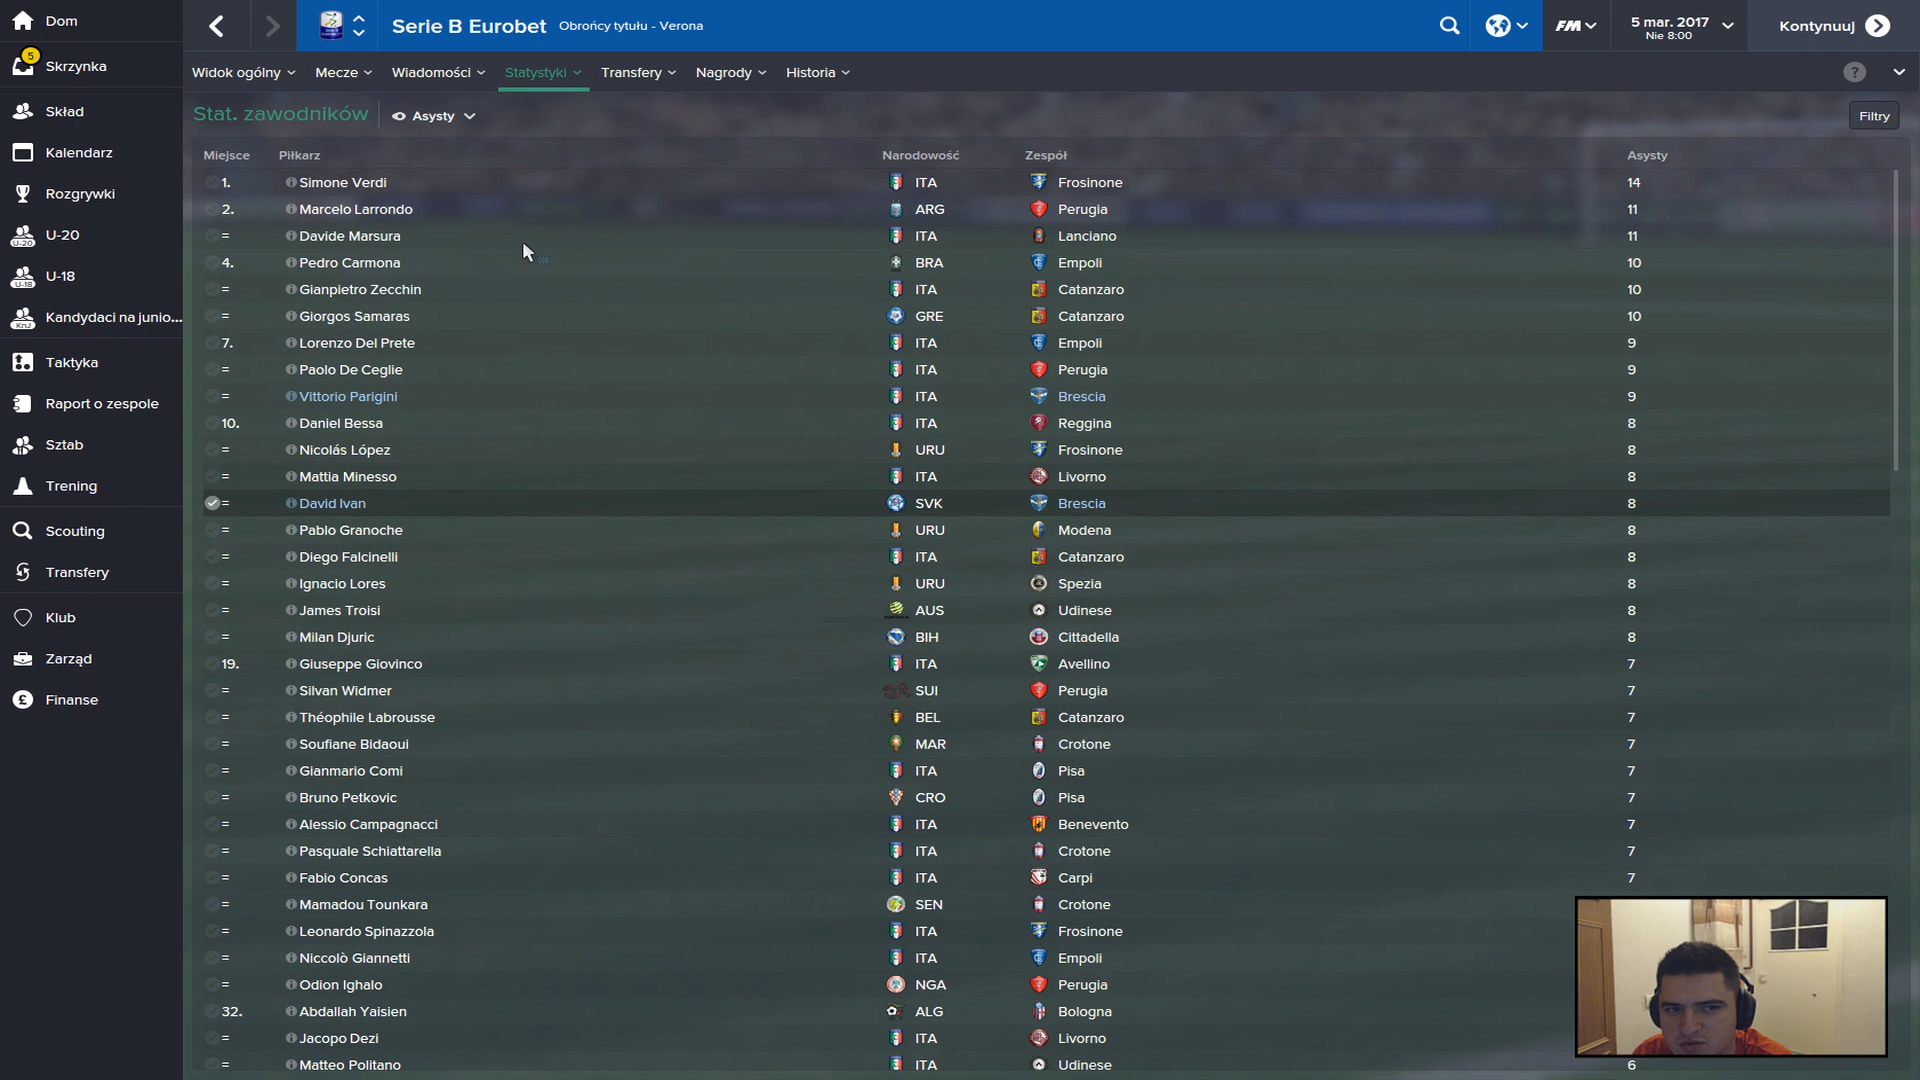 Dom
5
Skrzynka
Skład
Kalendarz
Rozgrywki
U-20
U-20
U-18
U-18
Kandydaci na junio...
KnJ
Taktyka
Raport o zespole
Sztab
Trening
Scouting
Transfery
Klub
Zarząd
Finanse
Serie B Eurobet Obrońcy tytułu - Verona
FM
5 mar. 2017
Nie 8:00
Kontynuuj
Widok ogólny Mecze Wiadomości Statystyki Transfery Nagrody Historia
?
Stat. zawodników Asysty
Filtry
Miejsce Piłkarz Narodowość Zespół Asysty
1. Simone Verdi ITA Frosinone 14
2. Marcelo Larrondo ARG Perugia 11
= Davide Marsura ITA Lanciano 11
4. Pedro Carmona BRA Empoli 10
= Gianpietro Zecchin ITA Catanzaro 10
= Giorgos Samaras GRE Catanzaro 10
7. Lorenzo Del Prete ITA Empoli 9
= Paolo De Ceglie ITA Perugia 9
= Vittorio Parigini ITA Brescia 9
10. Daniel Bessa ITA Reggina 8
= Nicolás López URU Frosinone 8
= Mattia Minesso ITA Livorno 8
= David Ivan SVK Brescia 8
= Pablo Granoche URU Modena 8
= Diego Falcinelli ITA Catanzaro 8
= Ignacio Lores URU Spezia 8
= James Troisi AUS Udinese 8
= Milan Djuric BIH Cittadella 8
19. Giuseppe Giovinco ITA Avellino 7
= Silvan Widmer SUI Perugia 7
= Théophile Labrousse BEL Catanzaro 7
= Soufiane Bidaoui MAR Crotone 7
= Gianmario Comi ITA Pisa 7
= Bruno Petkovic CRO Pisa 7
= Alessio Campagnacci ITA Benevento 7
= Pasquale Schiattarella ITA Crotone 7
= Fabio Concas ITA Carpi 7
= Mamadou Tounkara SEN Crotone
= Leonardo Spinazzola ITA Frosinone
= Niccolò Giannetti ITA Empoli
= Odion Ighalo NGA Perugia
32. Abdallah Yaisien ALG Bologna
= Jacopo Dezi ITA Livorno
= Matteo Politano ITA Udinese 6